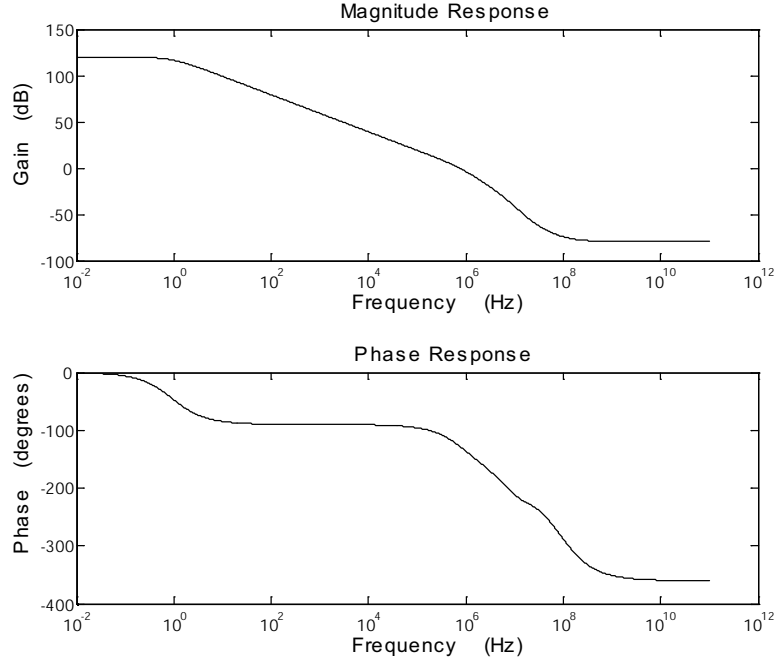 Magnitude Response
150
100
50
0
-50
-100
Gain (dB)
10^-2 10^0 10^2 10^4 10^6 10^8 10^10 10^12
Frequency (Hz)
Phase Response
0
-100
-200
-300
-400
Phase (degrees)
10^-2 10^0 10^2 10^4 10^6 10^8 10^10 10^12
Frequency (Hz)